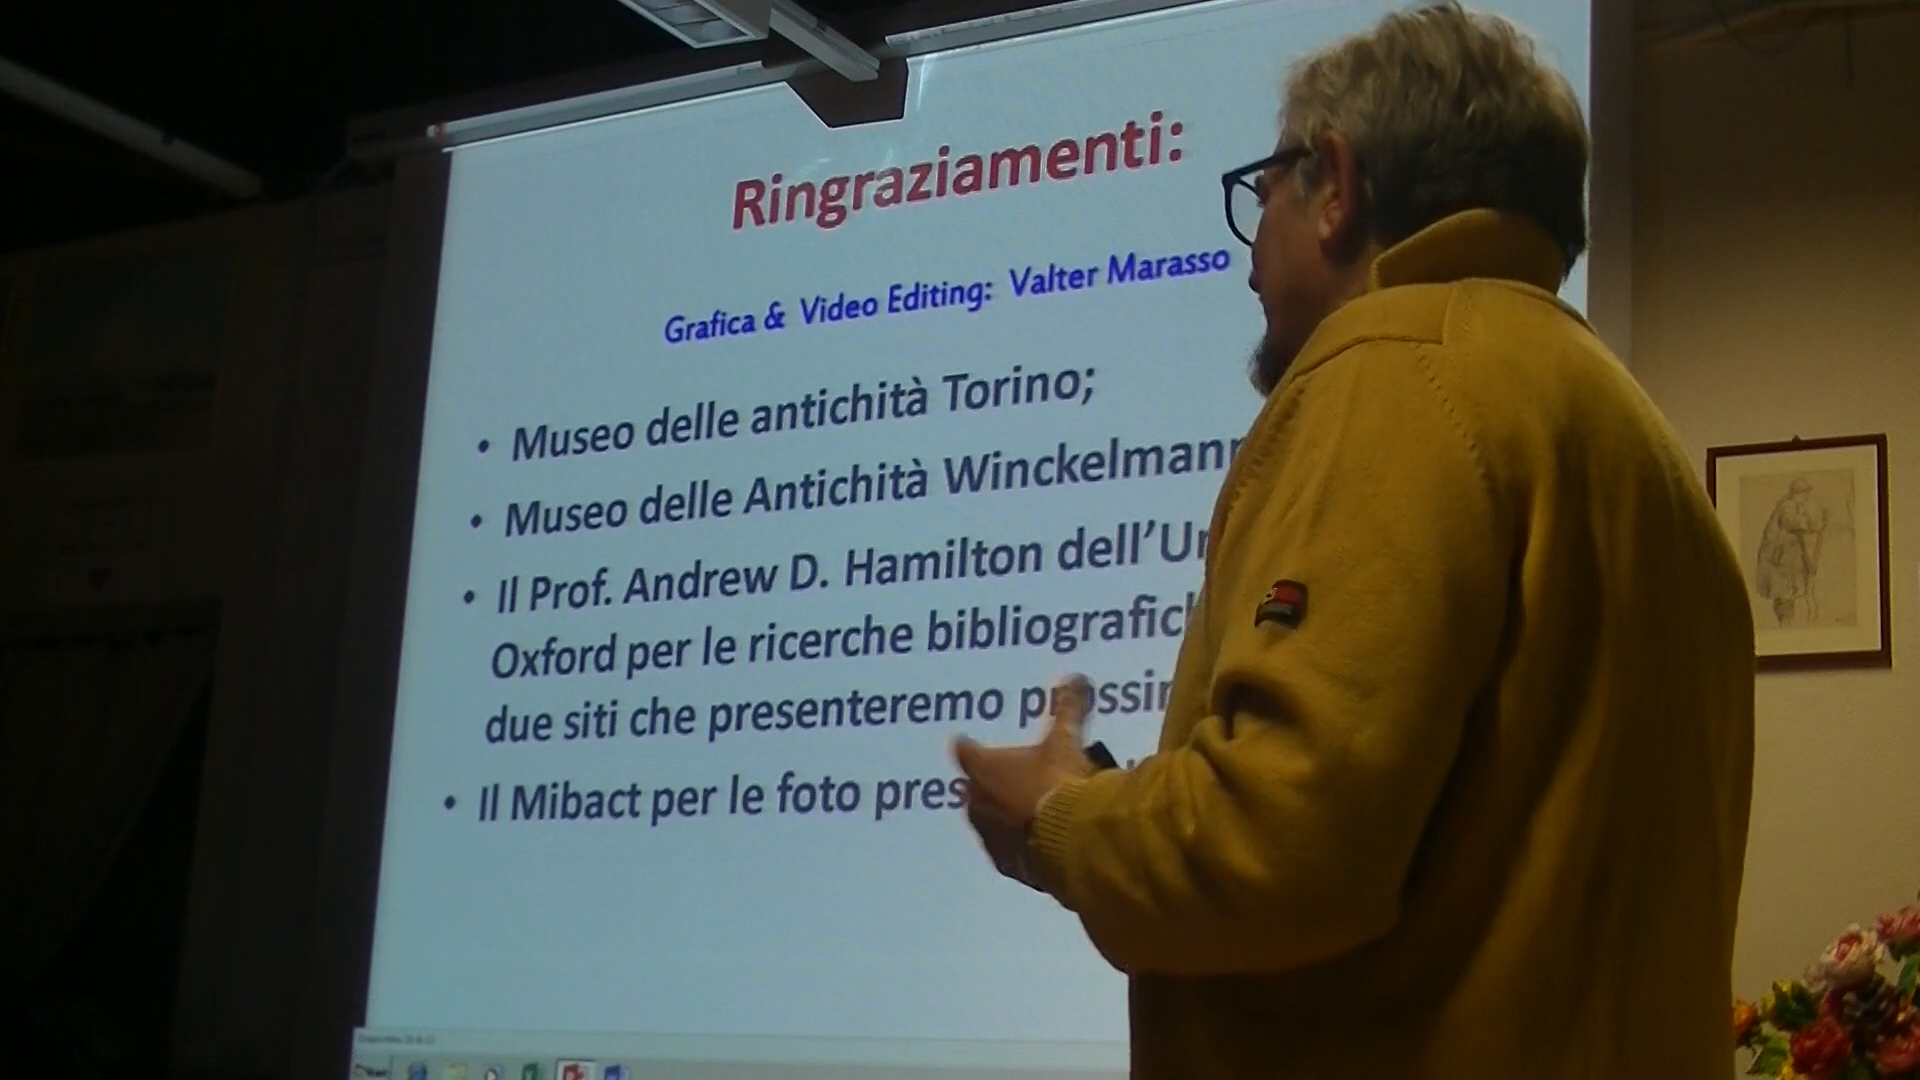 Ringraziamenti:
Grafica & Video Editing: Valter Marasso
• Museo delle antichità Torino;
• Museo delle Antichità Winckelmann
• Il Prof. Andrew D. Hamilton dell'Un
Oxford per le ricerche bibliografich
due siti che presenteremo prossim
• Il Mibact per le foto pres